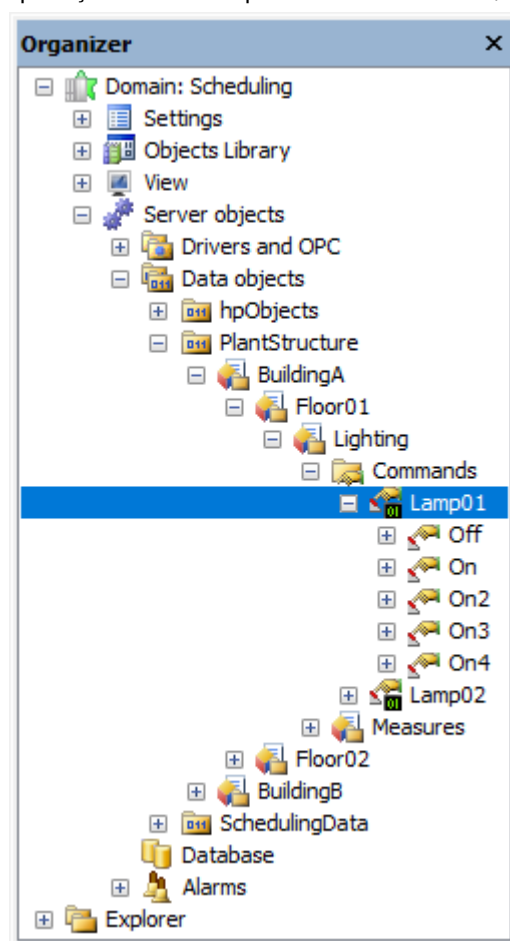 Organizer
Domain: Scheduling
Settings
Objects Library
View
Server objects
Drivers and OPC
Data objects
hpObjects
PlantStructure
BuildingA
Floor01
Lighting
Commands
Lamp01
Off
On
On2
On3
On4
Lamp02
Measures
Floor02
BuildingB
SchedulingData
Database
Alarms
Explorer